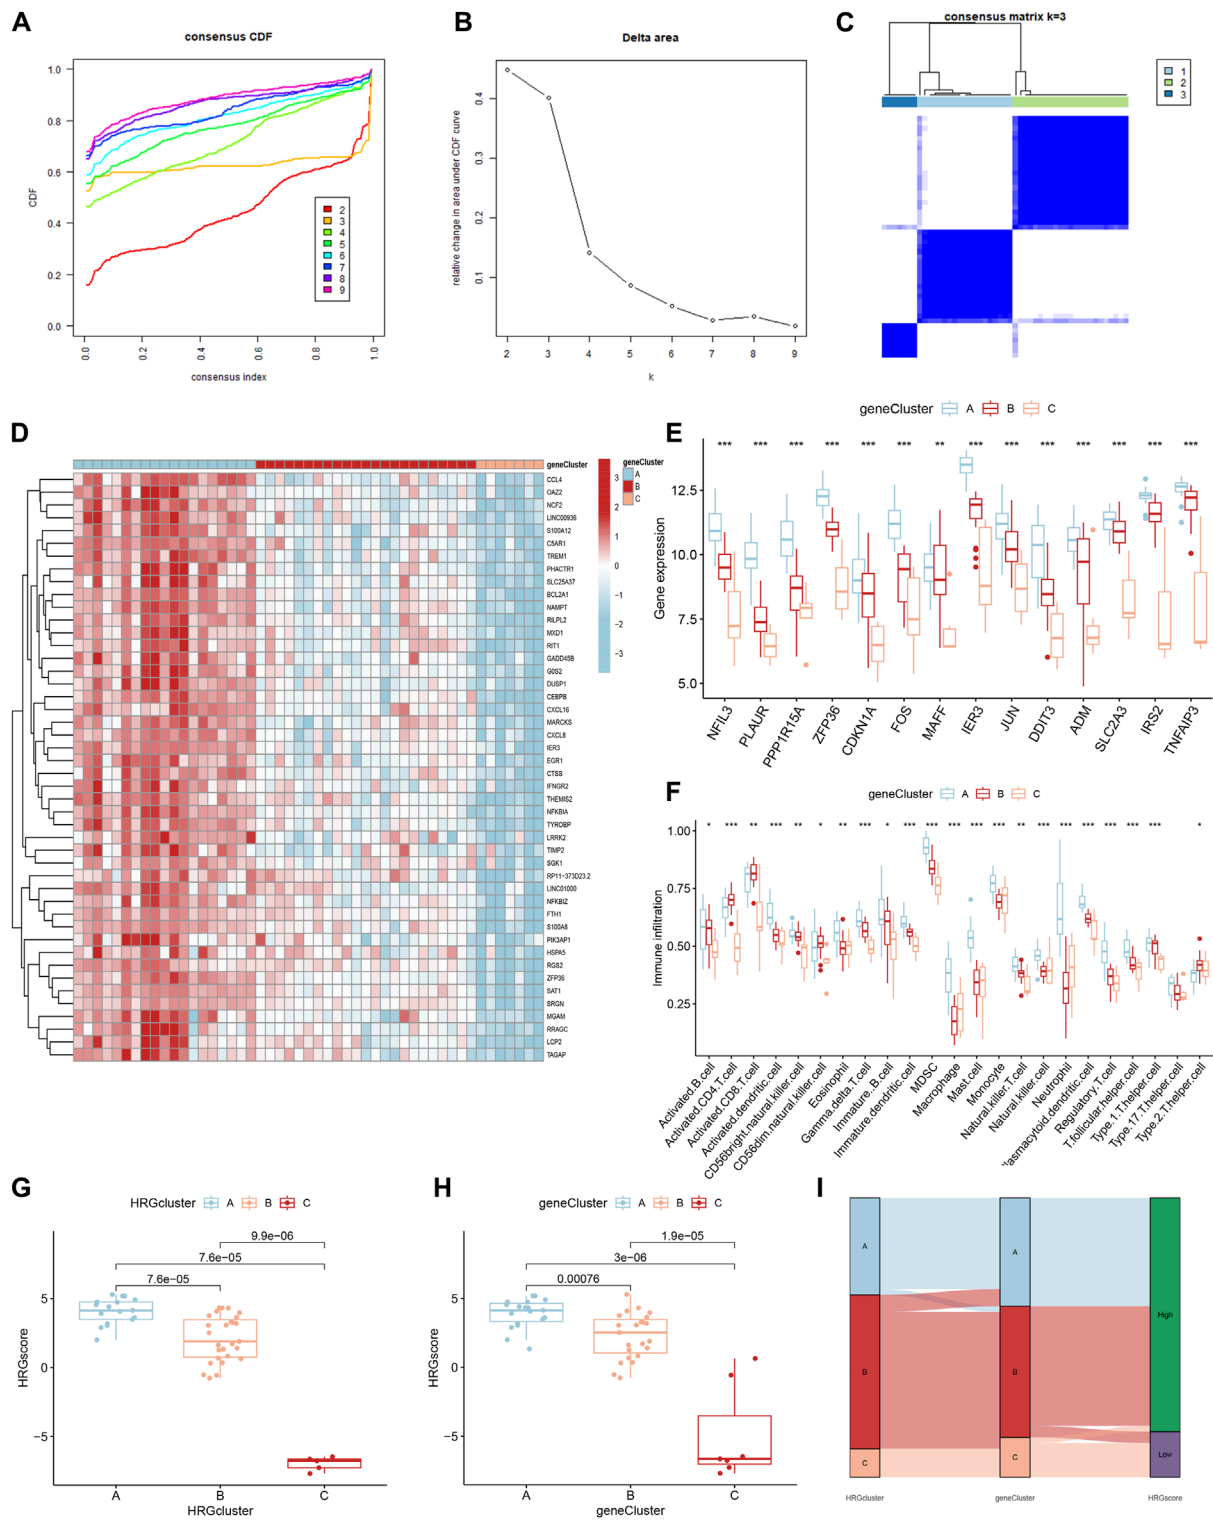 A
consensus CDF
CDF
1.0
0.8
0.6
0.4
0.2
0.0
2
3
4
5
6
7
8
9
0.0
0.2
0.4
0.6
0.8
1.0
consensus index
B
Delta area
relative change in area under CDF curve
0.4
0.3
0.2
0.1
2
3
4
5
6
7
8
9
k
C
consensus matrix k=3
1
2
3
D
geneCluster
CCL4
OAZ2
NCF2
LINC00936
S100A12
C5AR1
TREM1
PHACTR1
SLC25A37
BCL2A1
NAMPT
RILPL2
MXD1
RIT1
GADD45B
G0S2
DUSP1
CEBPB
CXCL16
MARCKS
CXCL8
IER3
EGR1
CTSS
IFNGR2
THEMIS2
NFKBIA
TYROBP
LRRK2
TIMP2
SGK1
RP11-373D23.2
LINC01000
NFKBIZ
FTH1
S100A8
PIK3AP1
HSPA5
RGS2
ZFP36
SAT1
SRGN
MGAM
RRAGC
LCP2
TAGAP
3
2
1
0
−1
−2
−3
geneCluster
A
B
C
E
geneCluster A B C
*** *** *** *** *** *** ** *** *** *** *** *** *** ***
Gene expression
12.5
10.0
7.5
5.0
NFIL3
PLAUR
PPP1R15A
ZFP36
CDKN1A
FOS
MAFF
IER3
JUN
DDIT3
ADM
SLC2A3
IRS2
TNFAIP3
F
geneCluster A B C
* *** ** *** ** * ** *** * *** *** *** *** *** ** *** *** *** *** *** *** *
Immune infiltration
1.00
0.75
0.50
0.25
Activated.B.cell
Activated.CD4.T.cell
Activated.CD8.T.cell
Activated.dendritic.cell
CD56bright.natural.killer.cell
CD56dim.natural.killer.cell
Eosinophil
Gamma.delta.T.cell
Immature..B.cell
Immature.dendritic.cell
MDSC
Macrophage
Mast.cell
Monocyte
Natural.killer.T.cell
Natural.killer.cell
Neutrophil
Plasmacytoid.dendritic.cell
Regulatory.T.cell
T.follicular.helper.cell
Type.1.T.helper.cell
Type.17.T.helper.cell
Type.2.T.helper.cell
G
HRGcluster A B C
9.9e−06
7.6e−05
7.6e−05
HRGscore
5
0
−5
A
B
C
HRGcluster
H
geneCluster A B C
1.9e−05
3e−06
0.00076
HRGscore
5
0
−5
A
B
C
geneCluster
I
A
B
C
A
B
C
High
Low
HRGcluster
geneCluster
HRGscore